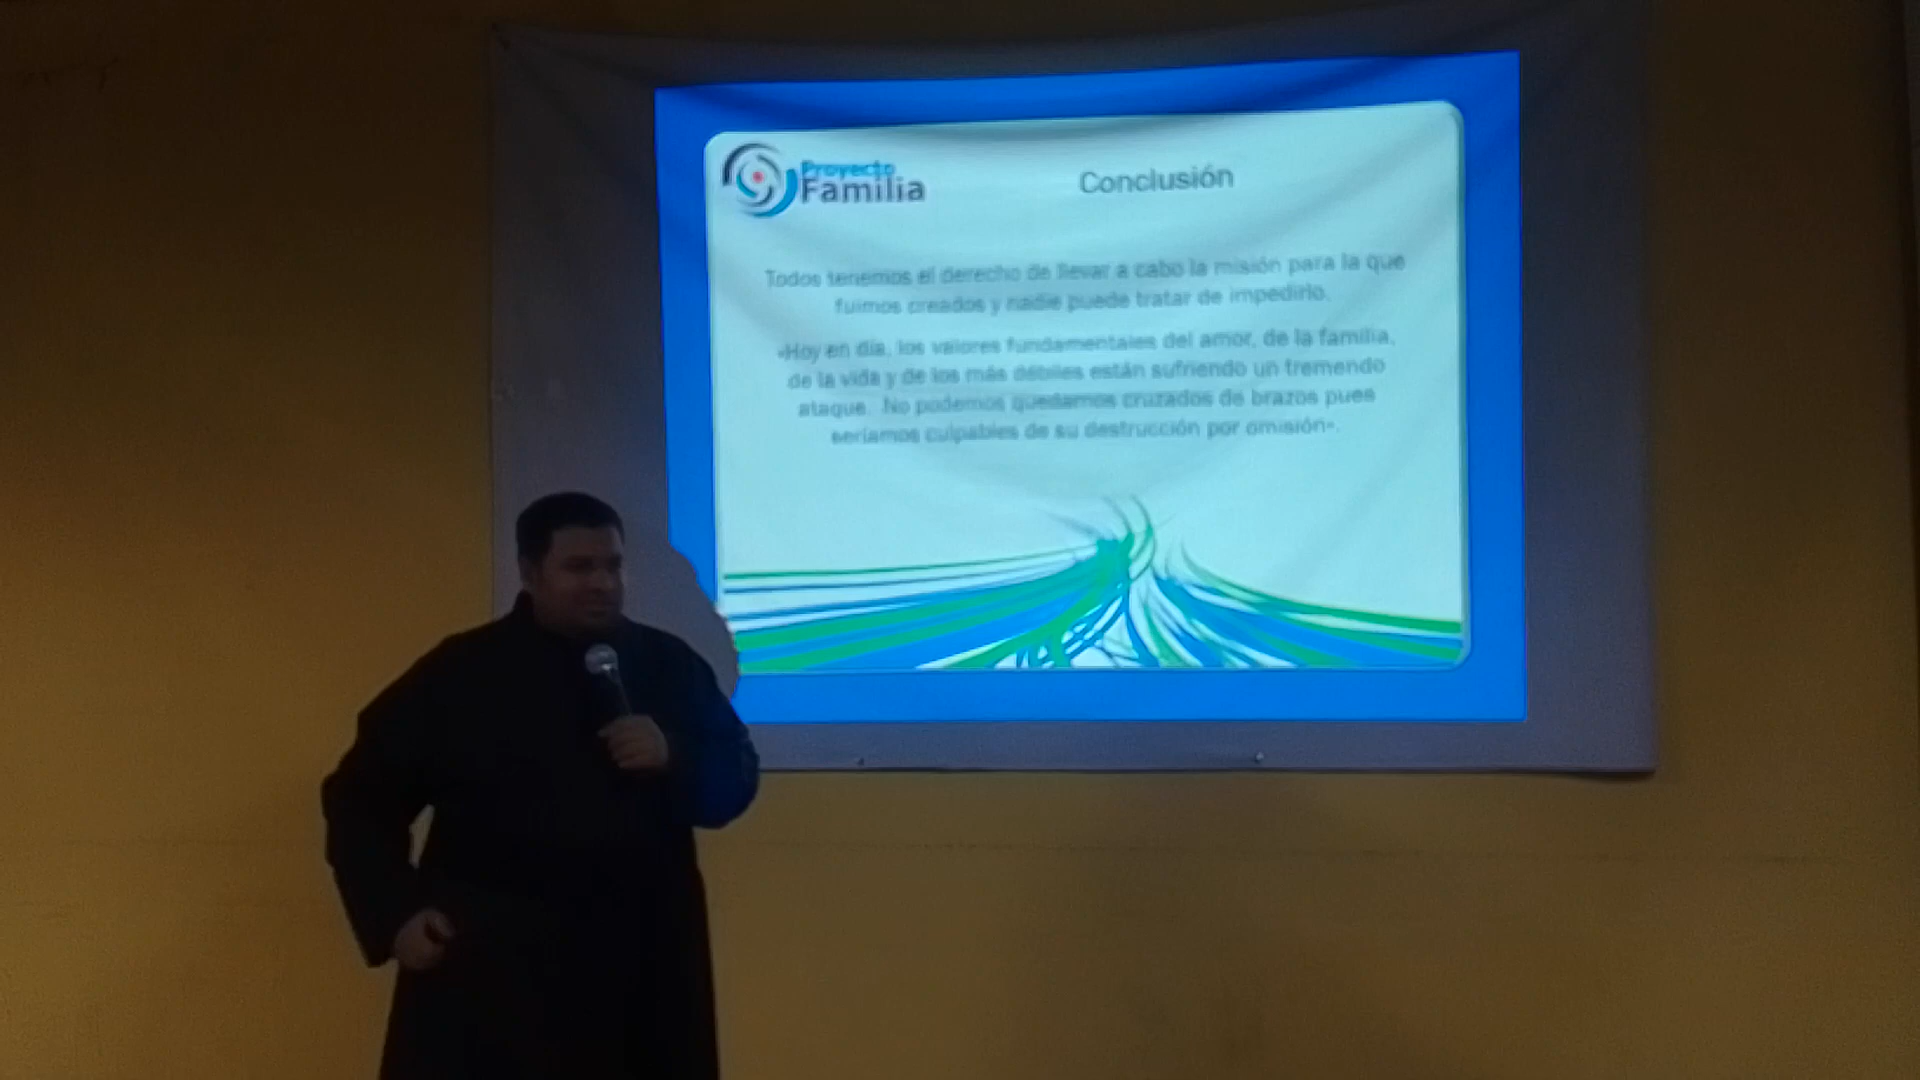 Proyecto
Familia
Conclusión
Todos tenemos el derecho de llevar a cabo la misión para la que
fuimos creados y nadie puede tratar de impedirlo.
«Hoy en día, los valores fundamentales del amor, de la familia,
de la vida y de los más débiles están sufriendo un tremendo
ataque. No podemos quedarnos cruzados de brazos pues
seríamos culpables de su destrucción por omisión».